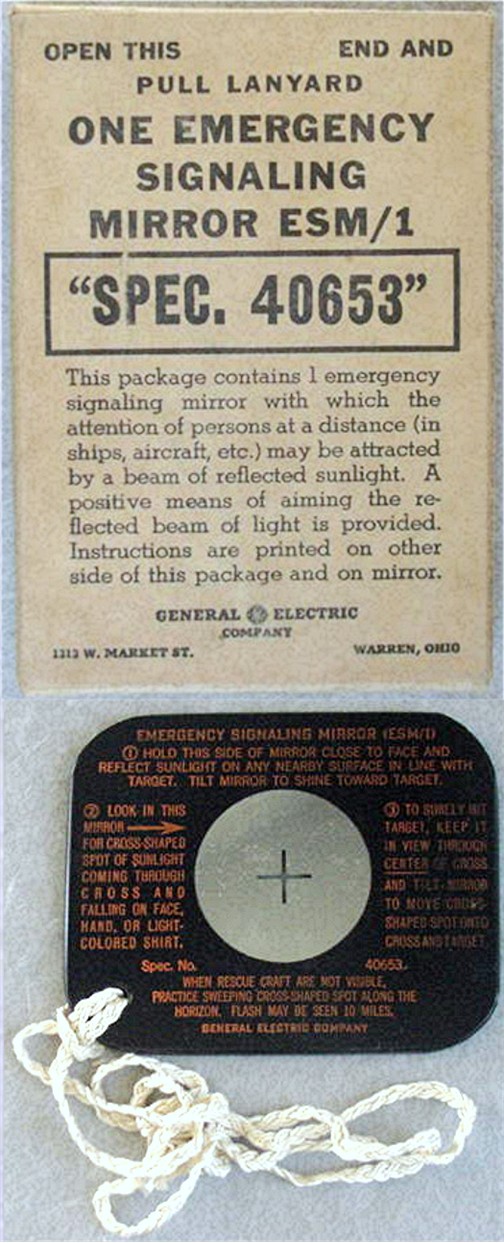 OPEN THIS END AND
PULL LANYARD
ONE EMERGENCY
SIGNALING
MIRROR ESM/1
“SPEC. 40653”
This package contains 1 emergency
signaling mirror with which the
attention of persons at a distance (in
ships, aircraft, etc.) may be attracted
by a beam of reflected sunlight. A
positive means of aiming the re-
flected beam of light is provided.
Instructions are printed on other
side of this package and on mirror.
GENERAL ELECTRIC
COMPANY
1313 W. MARKET ST. WARREN, OHIO
EMERGENCY SIGNALING MIRROR (ESM/1)
① HOLD THIS SIDE OF MIRROR CLOSE TO FACE AND
REFLECT SUNLIGHT ON ANY NEARBY SURFACE IN LINE WITH
TARGET. TILT MIRROR TO SHINE TOWARD TARGET.
② LOOK IN THIS
MIRROR
FOR CROSS-SHAPED
SPOT OF SUNLIGHT
COMING THROUGH
CROSS AND
FALLING ON FACE,
HAND, OR LIGHT-
COLORED SHIRT.
③ TO SURELY HIT
TARGET, KEEP IT
IN VIEW THROUGH
CENTER OF CROSS
AND TILT MIRROR
TO MOVE CROSS-
SHAPED SPOT ONTO
CROSS AND TARGET.
Spec. No. 40653.
WHEN RESCUE CRAFT ARE NOT VISIBLE,
PRACTICE SWEEPING CROSS-SHAPED SPOT ALONG THE
HORIZON. FLASH MAY BE SEEN 10 MILES.
GENERAL ELECTRIC COMPANY